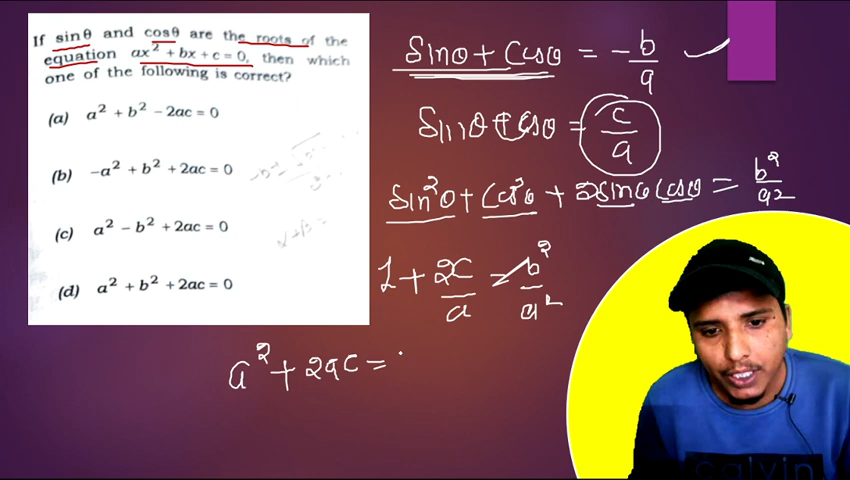 If sinθ and cosθ are the roots of the
equation ax² + bx + c = 0, then which
one of the following is correct?
(a) a² + b² − 2ac = 0
(b) −a² + b² + 2ac = 0
(c) a² − b² + 2ac = 0
(d) a² + b² + 2ac = 0
sinθ + cosθ = −b/a
sinθ cosθ = c/a
sin²θ + cos²θ + 2sinθ cosθ = b²/a²
1 + 2c/a = b²/a²
a² + 2ac =